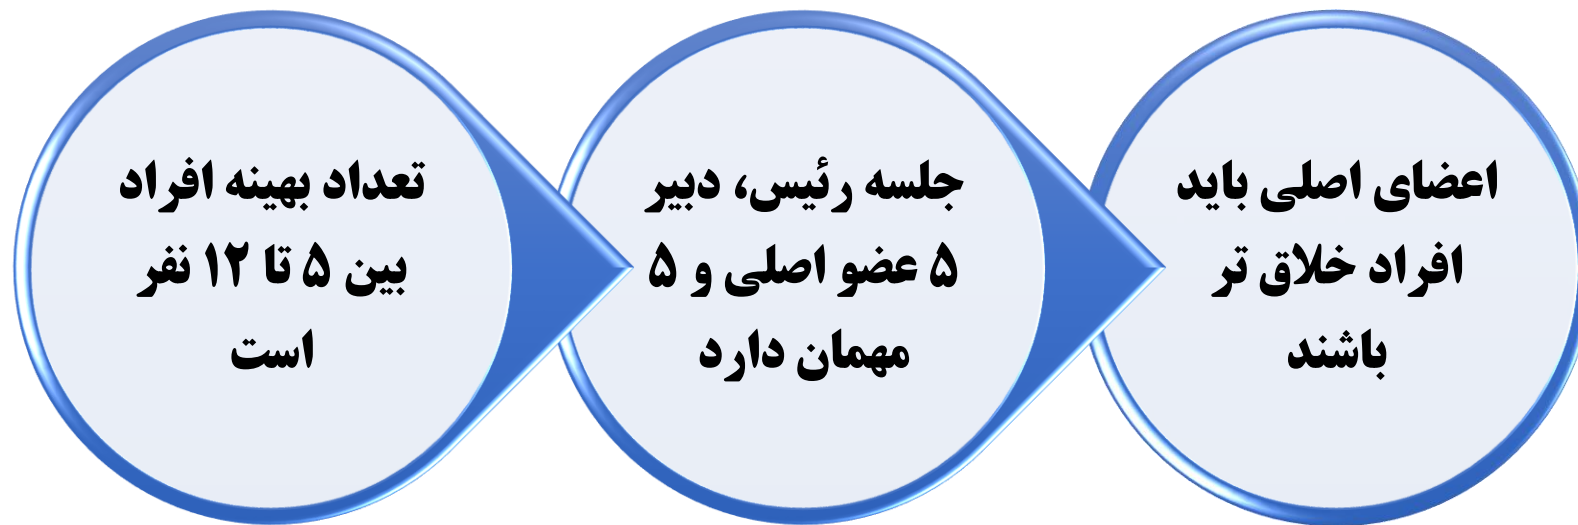 تعداد بهینه افراد
بین ۵ تا ۱۲ نفر
است
جلسه رئیس، دبیر
۵ عضو اصلی و ۵
مهمان دارد
اعضای اصلی باید
افراد خلاق تر
باشند